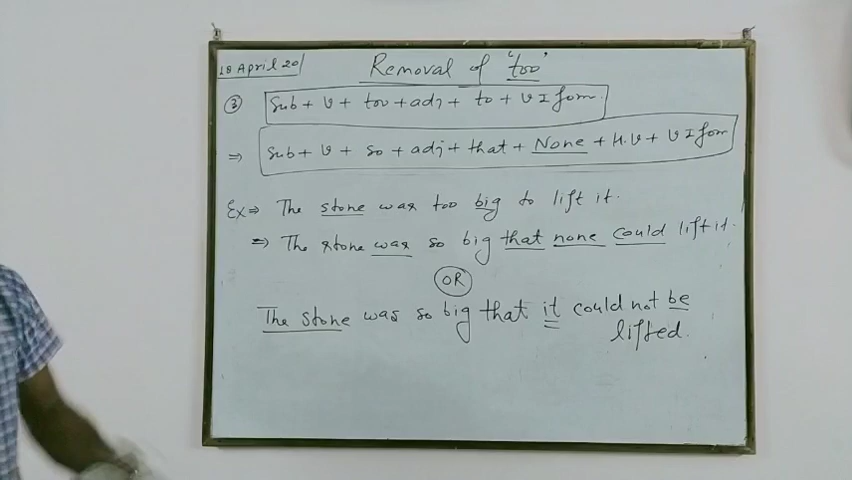 18 April 20/
Removal of 'too'
③ Sub + V + too + adj + to + V I form
⇒ Sub + V + so + adj + that + None + H.V + V I form
Ex ⇒ The stone was too big to lift it.
⇒ The stone was so big that none could lift it.
OR
The stone was so big that it could not be
lifted.